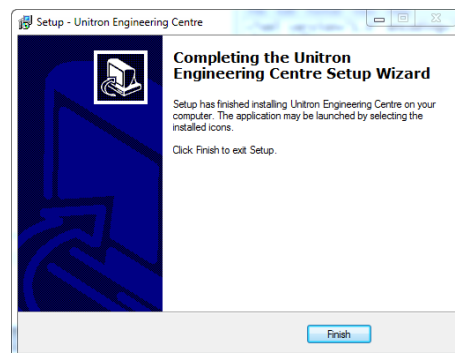 Setup - Unitron Engineering Centre
Completing the Unitron
Engineering Centre Setup Wizard
Setup has finished installing Unitron Engineering Centre on your
computer. The application may be launched by selecting the
installed icons.
Click Finish to exit Setup.
Finish